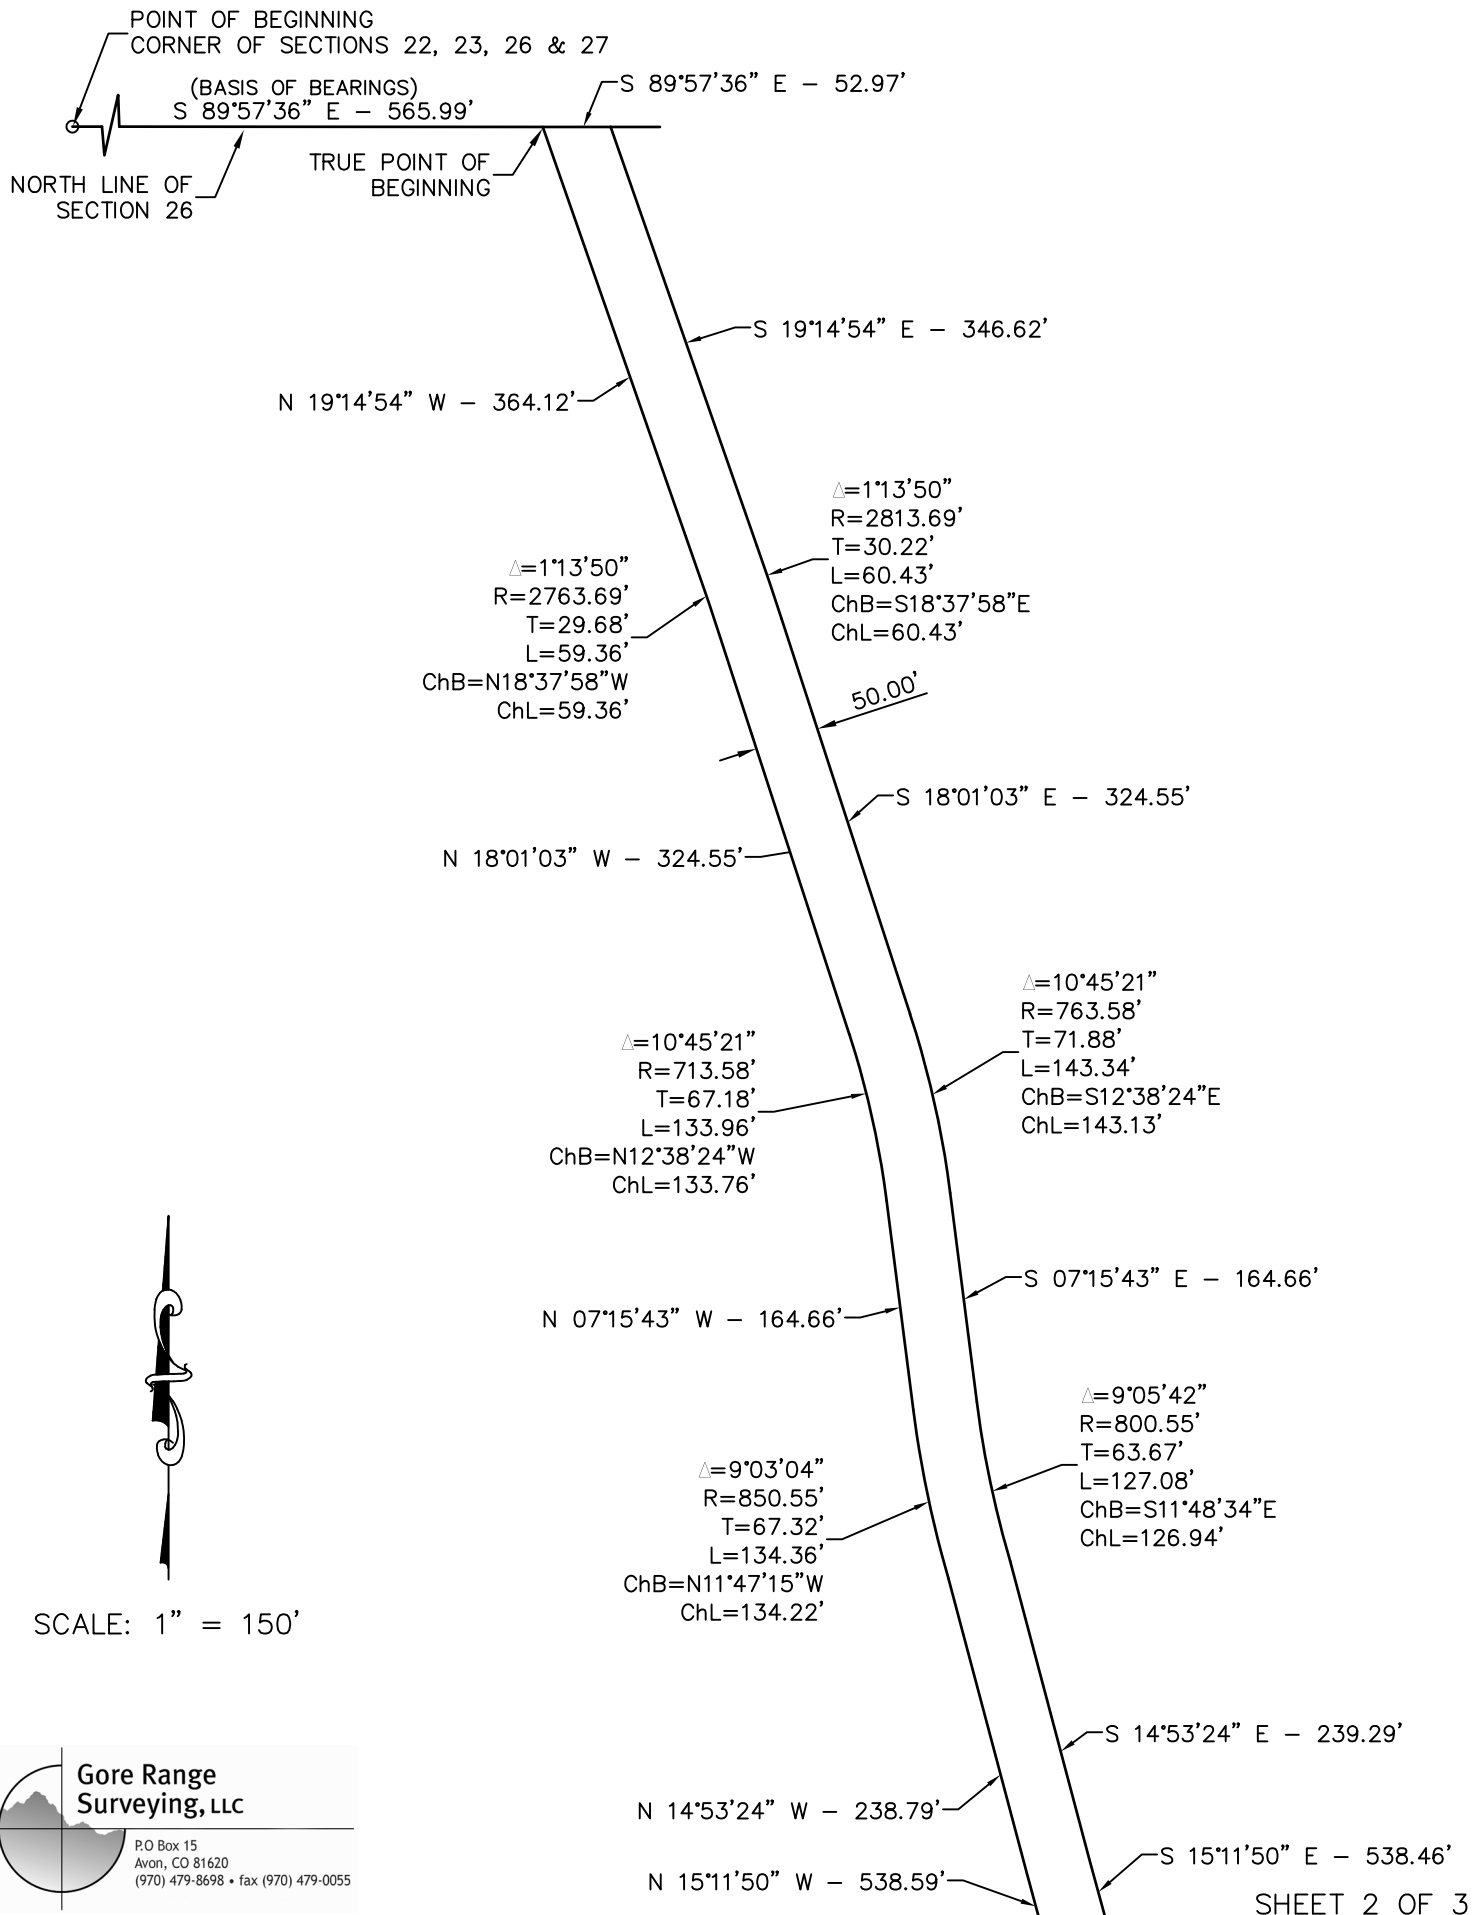 POINT OF BEGINNING
CORNER OF SECTIONS 22, 23, 26 & 27
(BASIS OF BEARINGS)
S 89°57'36" E – 565.99'
S 89°57'36" E – 52.97'
TRUE POINT OF
BEGINNING
NORTH LINE OF
SECTION 26
S 19°14'54" E – 346.62'
N 19°14'54" W – 364.12'
△=1°13'50"
R=2813.69'
T=30.22'
L=60.43'
ChB=S18°37'58"E
ChL=60.43'
△=1°13'50"
R=2763.69'
T=29.68'
L=59.36'
ChB=N18°37'58"W
ChL=59.36'
50.00'
S 18°01'03" E – 324.55'
N 18°01'03" W – 324.55'
△=10°45'21"
R=763.58'
T=71.88'
L=143.34'
ChB=S12°38'24"E
ChL=143.13'
△=10°45'21"
R=713.58'
T=67.18'
L=133.96'
ChB=N12°38'24"W
ChL=133.76'
S 07°15'43" E – 164.66'
N 07°15'43" W – 164.66'
△=9°05'42"
R=800.55'
T=63.67'
L=127.08'
ChB=S11°48'34"E
ChL=126.94'
△=9°03'04"
R=850.55'
T=67.32'
L=134.36'
ChB=N11°47'15"W
ChL=134.22'
SCALE: 1" = 150'
S 14°53'24" E – 239.29'
N 14°53'24" W – 238.79'
S 15°11'50" E – 538.46'
N 15°11'50" W – 538.59'
Gore Range
Surveying, LLC
P.O Box 15
Avon, CO 81620
(970) 479-8698 • fax (970) 479-0055
SHEET 2 OF 3